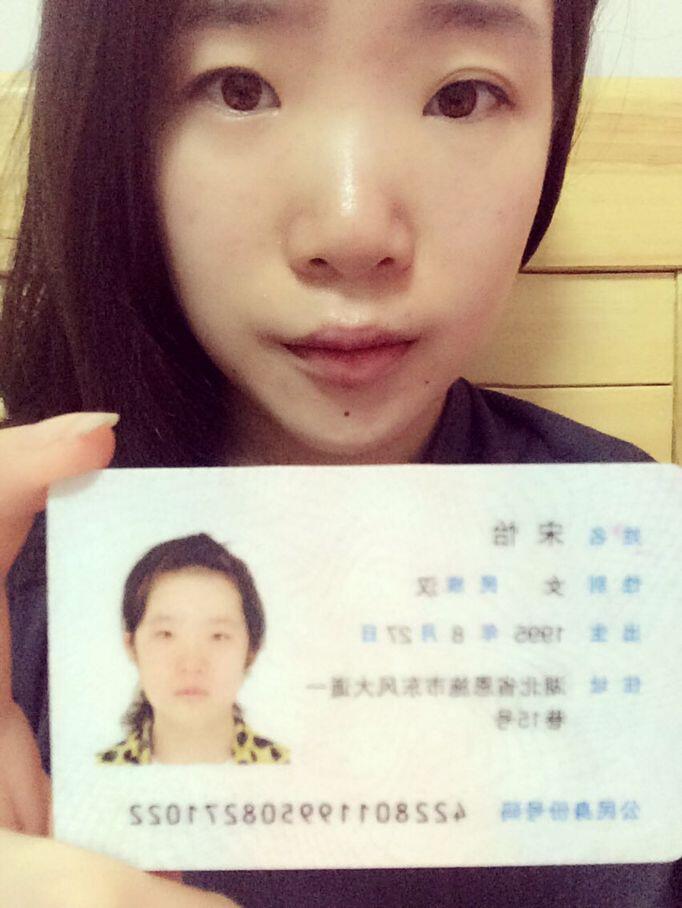 姓名 宋怡
性别 女 民族 汉
出生 1995 年 8 月 27 日
住址 湖北省恩施市东风大道一
巷15号
公民身份号码 422801199508271022